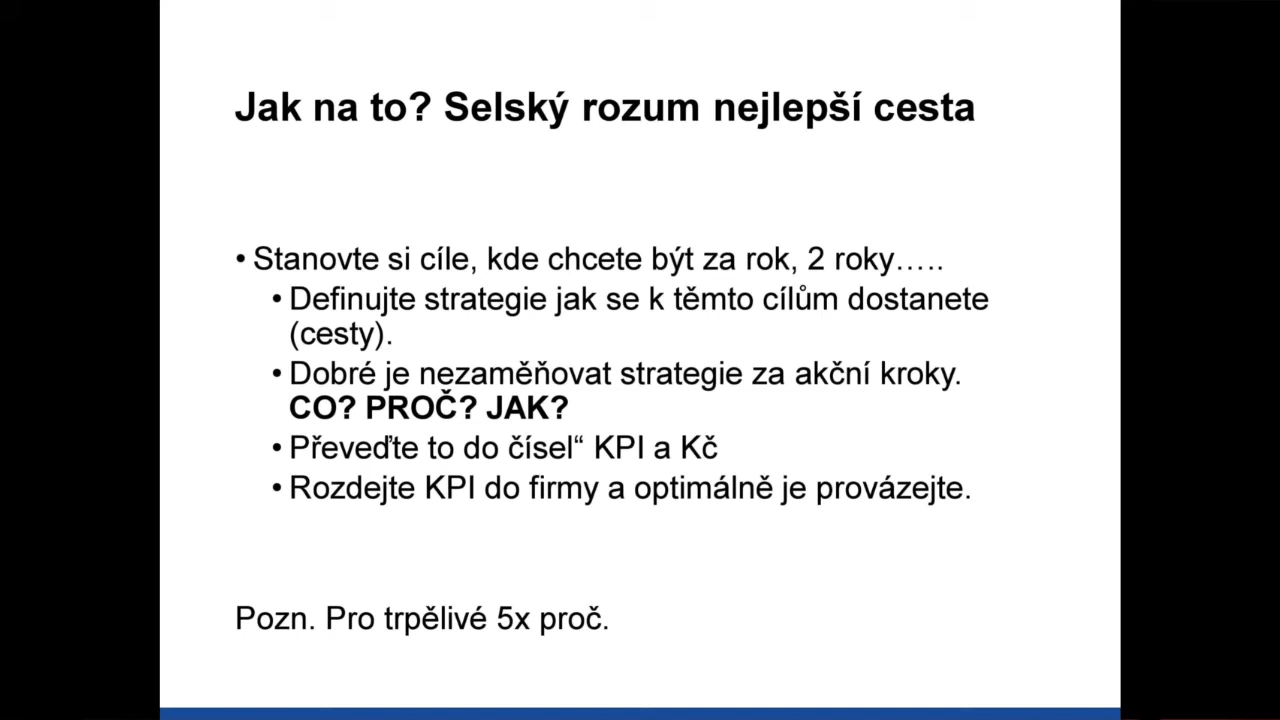 Jak na to? Selský rozum nejlepší cesta
• Stanovte si cíle, kde chcete být za rok, 2 roky…..
• Definujte strategie jak se k těmto cílům dostanete
(cesty).
• Dobré je nezaměňovat strategie za akční kroky.
CO? PROČ? JAK?
• Převeďte to do čísel“ KPI a Kč
• Rozdejte KPI do firmy a optimálně je provázejte.
Pozn. Pro trpělivé 5x proč.